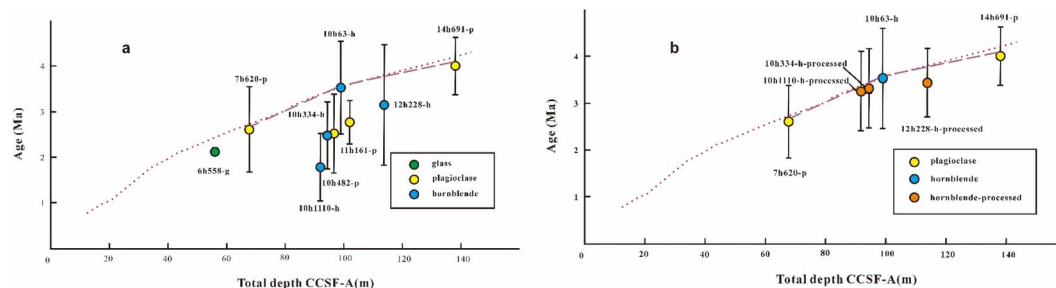 a
14h691-p
10h63-h
7h620-p
12h228-h
10h334-h
11h161-p
6h558-g
10h482-p
10h1110-h
glass
plagioclase
hornblende
Age (Ma)
4
3
2
1
0
20
40
60
80
100
120
140
Total depth CCSF-A(m)
b
14h691-p
10h63-h
10h334-h-processed
10h1110-h-processed
12h228-h-processed
7h620-p
plagioclase
hornblende
hornblende-processed
Age (Ma)
4
3
2
1
0
20
40
60
80
100
120
140
Total depth CCSF-A(m)